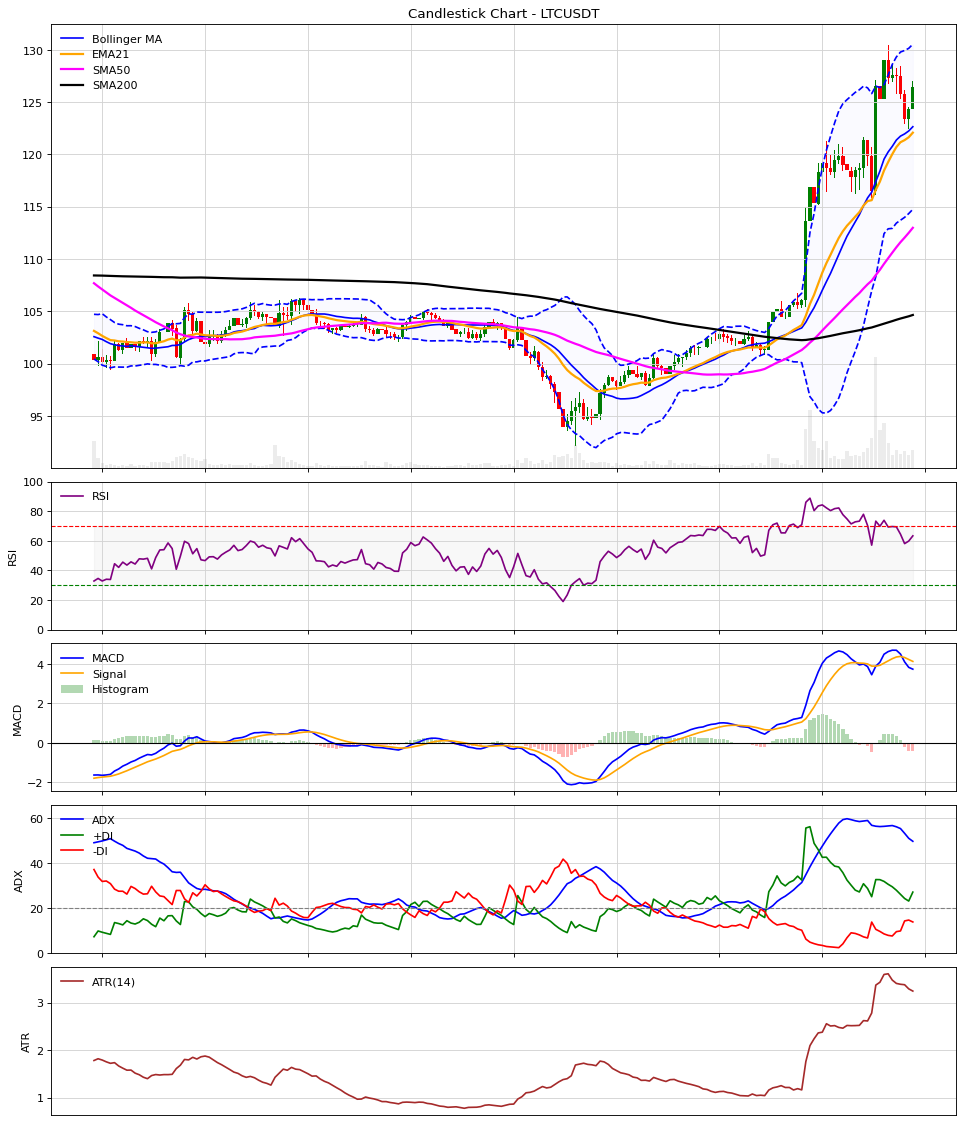 Candlestick Chart - LTCUSDT
Bollinger MA
EMA21
SMA50
SMA200
130
125
120
115
110
105
100
95
RSI
100
80
60
40
20
0
RSI
MACD
Signal
Histogram
4
2
0
−2
MACD
ADX
+DI
-DI
60
40
20
0
ADX
ATR(14)
3
2
1
ATR